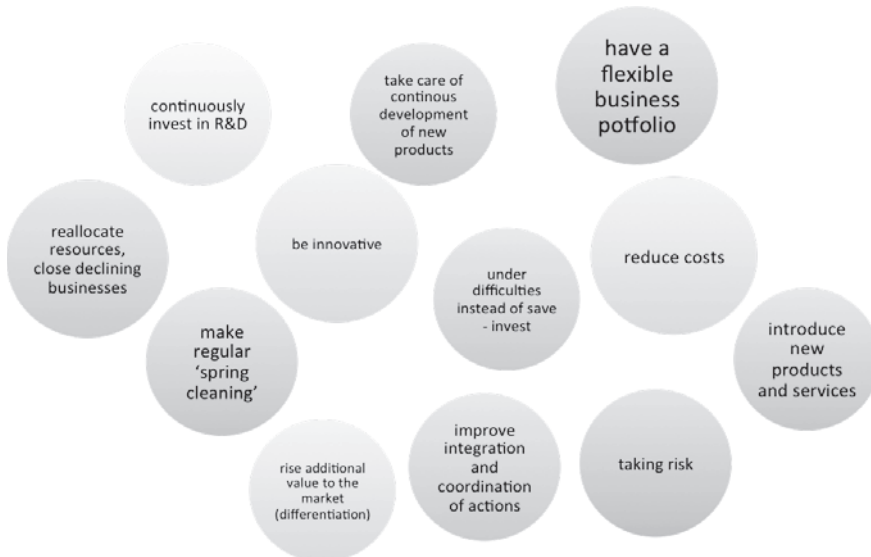 continuously
invest in R&D
take care of
continous
development
of new
products
have a
flexible
business
potfolio
reallocate
resources,
close declining
businesses
be innovative
under
difficulties
instead of save
- invest
reduce costs
make
regular
‘spring
cleaning’
introduce
new
products
and services
rise additional
value to the
market
(differentiation)
improve
integration
and
coordination
of actions
taking risk